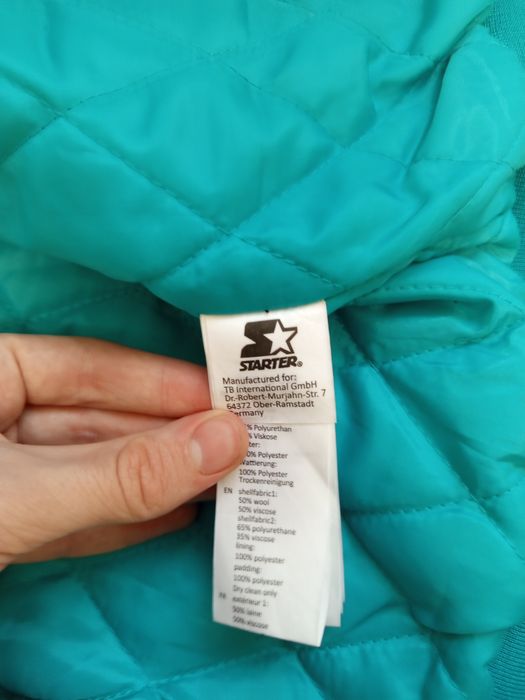 STARTER®
Manufactured for:
TB International GmbH
Dr.-Robert-Murjahn-Str. 7
64372 Ober-Ramstadt
Germany
% Polyurethan
% Viskose
0% Polyester
Wattierung:
100% Polyester
Trockenreinigung
EN shellfabric1:
50% wool
50% viscose
shellfabric2:
65% polyurethane
35% viscose
lining:
100% polyester
padding:
100% polyester
Dry clean only
FR extérieur 1:
50% laine
50% viscose